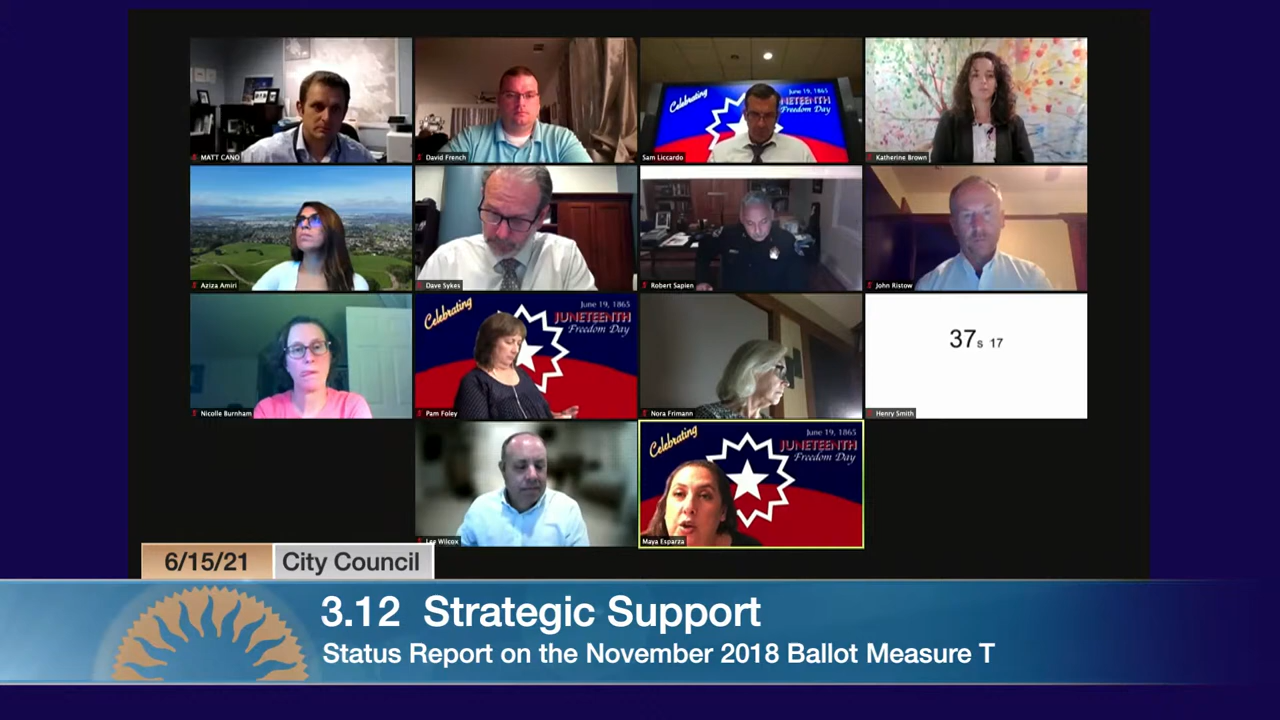 Celebrating
June 19, 1865
JUNETEENTH
Freedom Day
MATT CANO
David French
Sam Liccardo
Katherine Brown
Aziza Amiri
Dave Sykes
Robert Sapien
John Ristow
Celebrating
June 19, 1865
JUNETEENTH
Freedom Day
37s 17
Nicolle Burnham
Pam Foley
Nora Frimann
Henry Smith
Celebrating
June 19, 1865
JUNETEENTH
Freedom Day
Lee Wilcox
Maya Esparza
6/15/21 City Council
3.12 Strategic Support
Status Report on the November 2018 Ballot Measure T